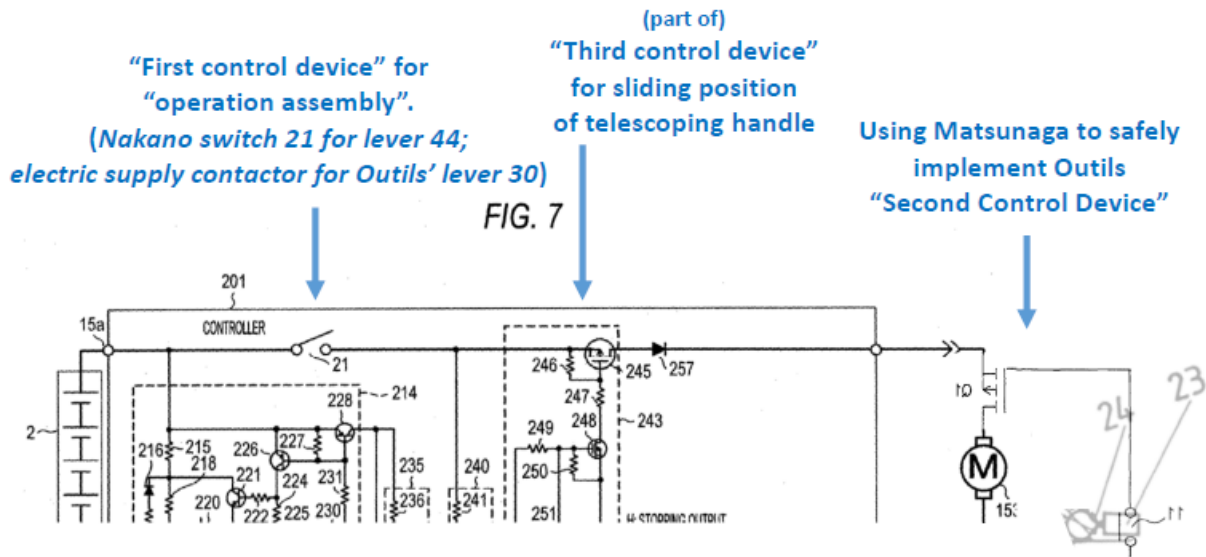 (part of)
“Third control device”
for sliding position
of telescoping handle
“First control device” for
“operation assembly”.
(Nakano switch 21 for lever 44;
electric supply contactor for Outils’ lever 30)
Using Matsunaga to safely
implement Outils
“Second Control Device”
FIG. 7
201
15a
CONTROLLER
21
246
245
257
247
2
214
228
243
216
215
226
227
248
249
24
23
218
221
224
231
235
240
250
M
220
222
225
230
236
241
251
153
11
Q1